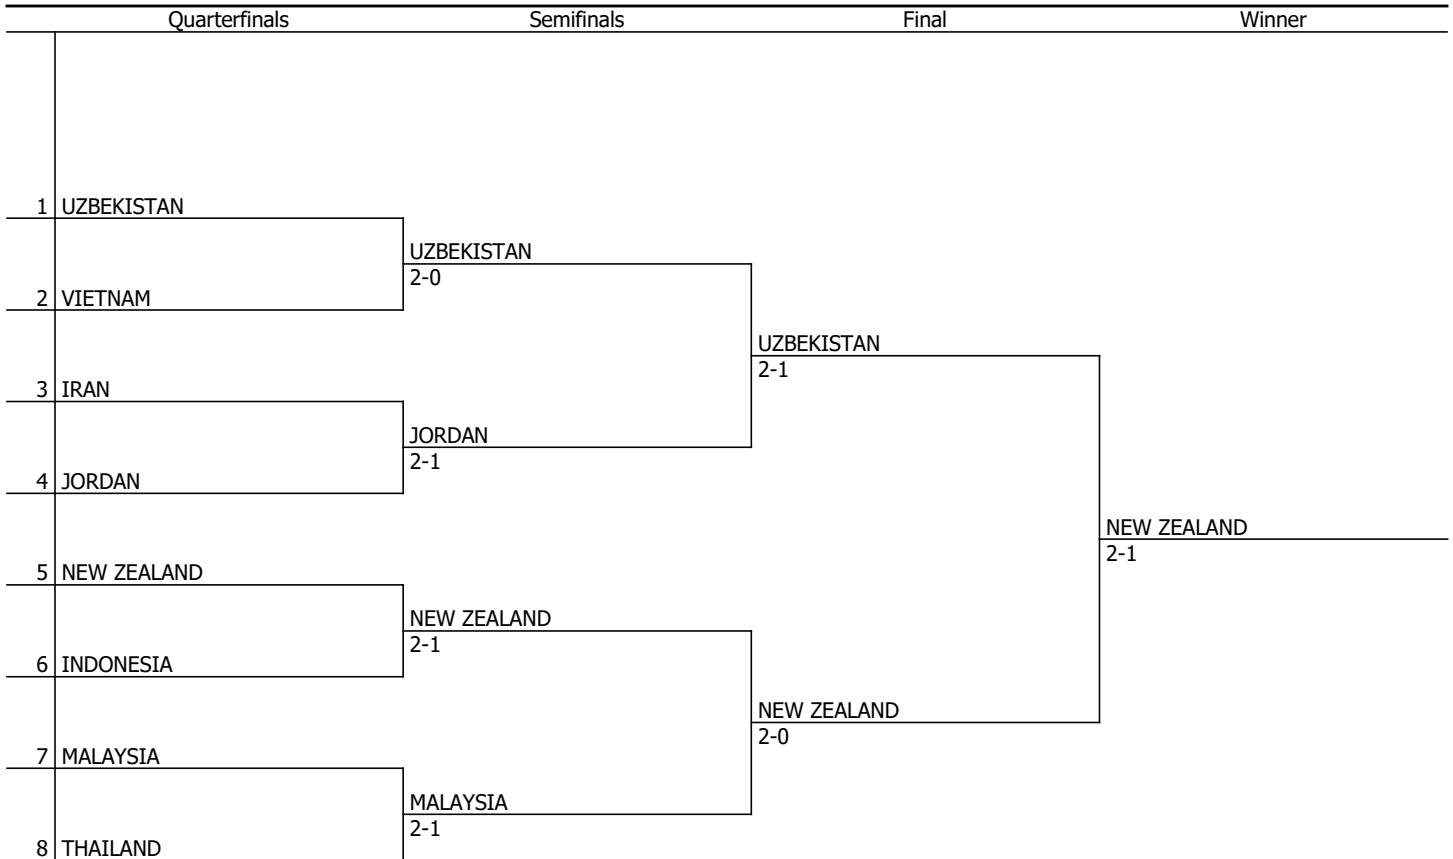 Quarterfinals Semifinals Final Winner
1 UZBEKISTAN
UZBEKISTAN
2-0
2 VIETNAM
UZBEKISTAN
2-1
3 IRAN
JORDAN
2-1
4 JORDAN
NEW ZEALAND
2-1
5 NEW ZEALAND
NEW ZEALAND
2-1
6 INDONESIA
NEW ZEALAND
2-0
7 MALAYSIA
MALAYSIA
2-1
8 THAILAND